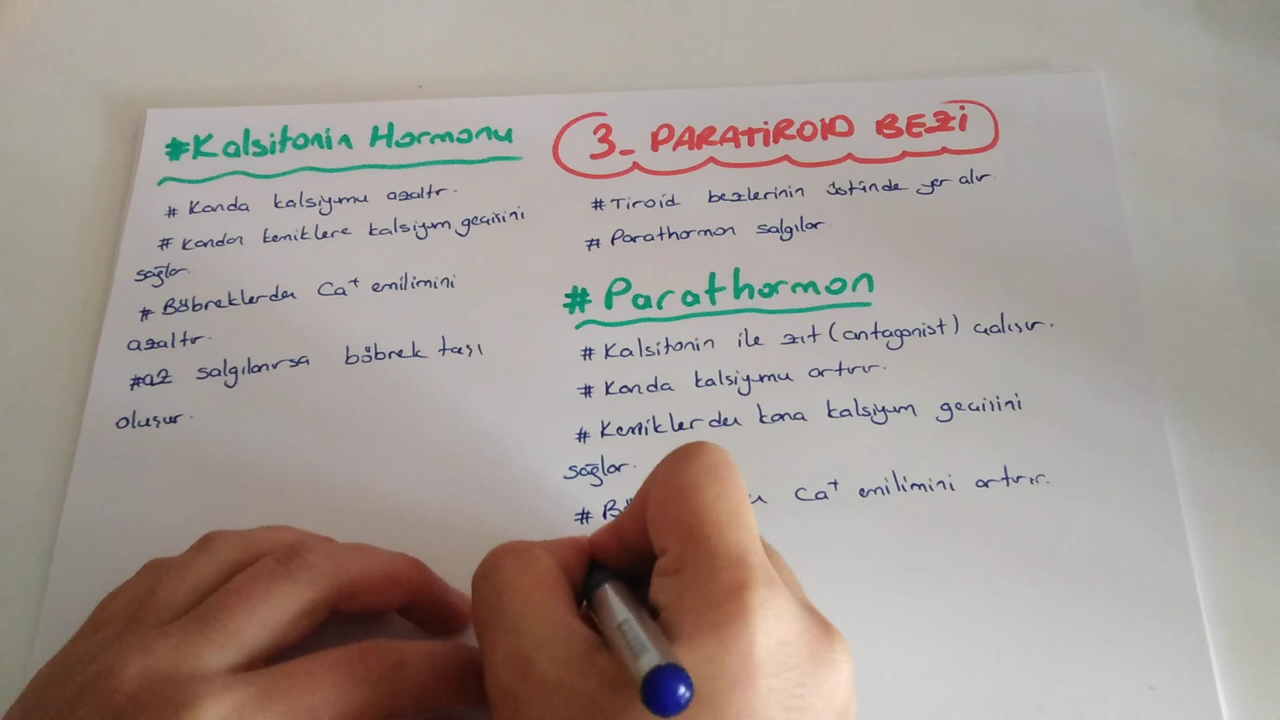 #Kalsitonin Hormonu
# Kanda kalsiyumu azaltır.
# Kandan kemiklere kalsiyum geçişini
sağlar.
# Böbreklerden Ca+ emilimini
azaltır.
#az salgılanırsa böbrek taşı
oluşur.
3_ PARATİROİD BEZİ
# Tiroid bezlerinin üstünde yer alır
# Parathormon salgılar
# Parathormon
# Kalsitonin ile zıt (antagonist) çalışır.
# Kanda kalsiyumu artırır.
# Kemiklerden kana kalsiyum geçişini
sağlar.
# Ca+ emilimini artırır.